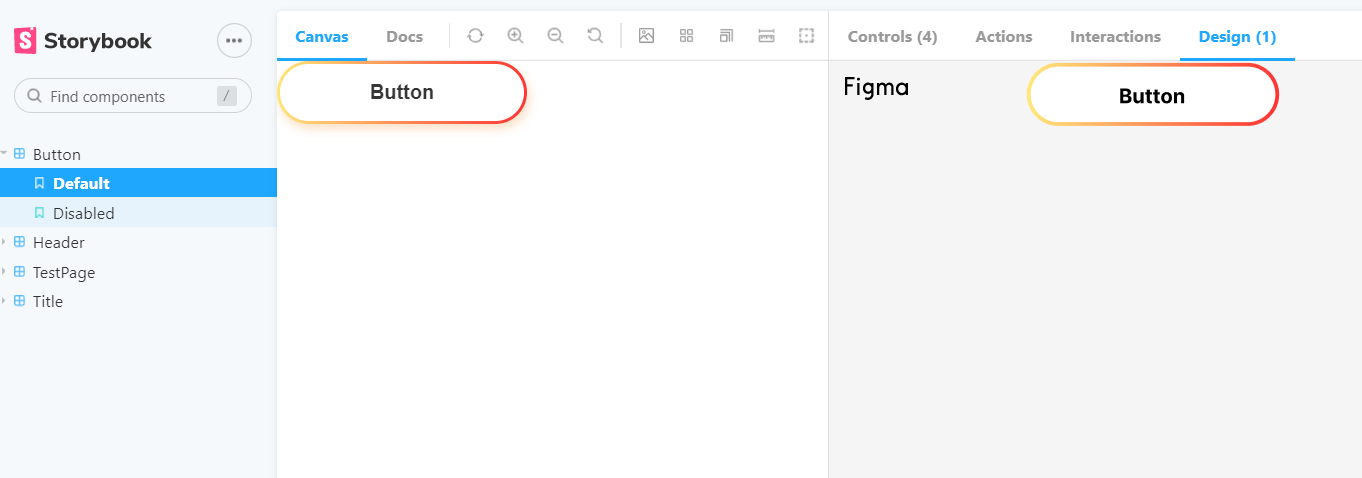 Storybook
Find components /
Button
Default
Disabled
Header
TestPage
Title
Canvas Docs
Button
Controls (4) Actions Interactions Design (1)
Figma
Button